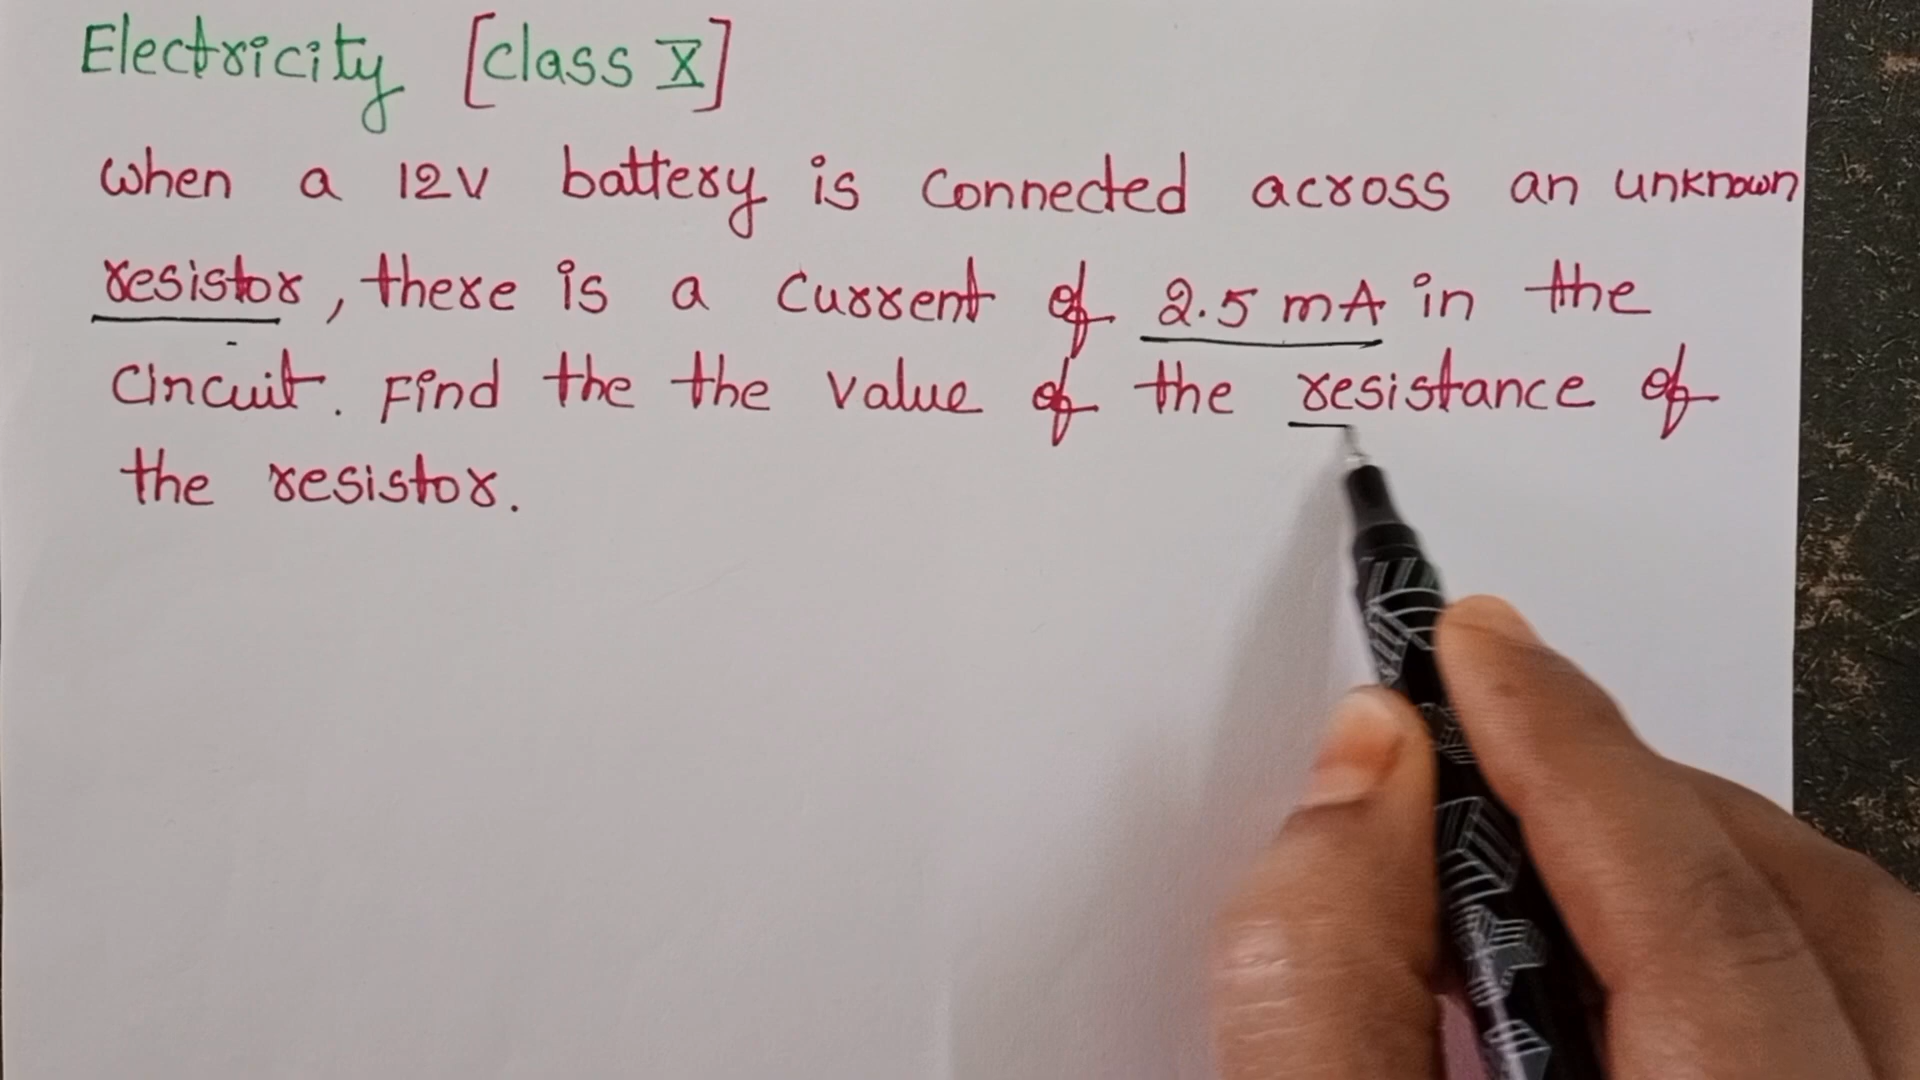 Electricity [class X]
when a 12V battery is connected across an unknown
resistor, there is a current of 2.5 mA in the
circuit. Find the the value of the resistance of
the resistor.